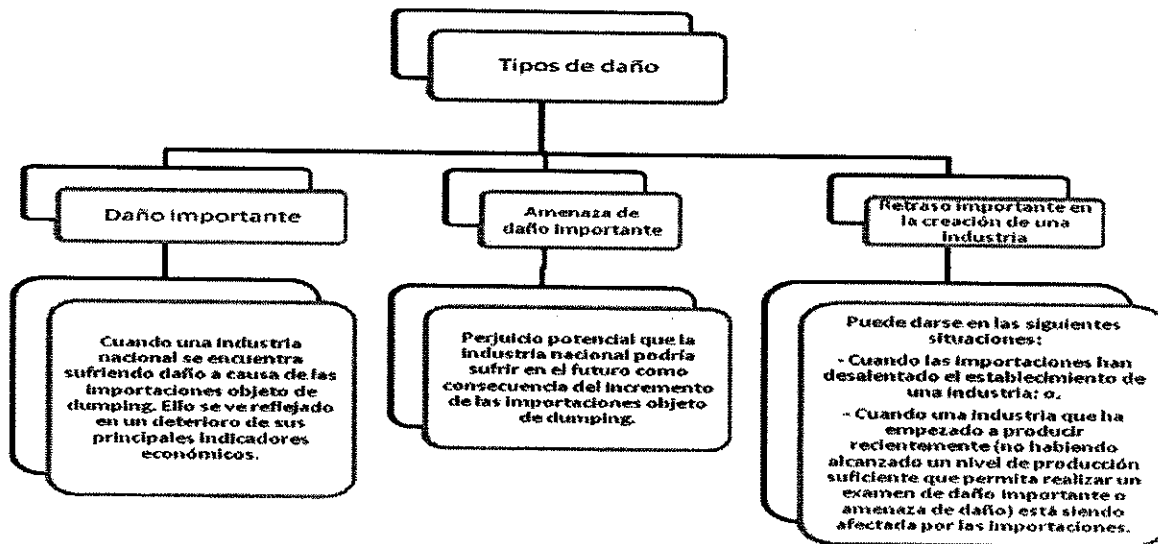 Tipos de daño
Daño importante
Cuando una industria
nacional se encuentra
sufriendo daño a causa de las
importaciones objeto de
dumping. Ello se ve reflejado
en un deterioro de sus
principales indicadores
económicos.
Amenaza de
daño importante
Perjuicio potencial que la
industria nacional podría
sufrir en el futuro como
consecuencia del incremento
de las importaciones objeto
de dumping.
Retraso importante en
la creación de una
industria
Puede darse en las siguientes
situaciones:
- Cuando las importaciones han
desalentado el establecimiento de
una industria; o,
- Cuando una industria que ha
empezado a producir
recientemente (no habiendo
alcanzado un nivel de producción
suficiente que permita realizar un
examen de daño importante o
amenaza de daño) está siendo
afectada por las importaciones.